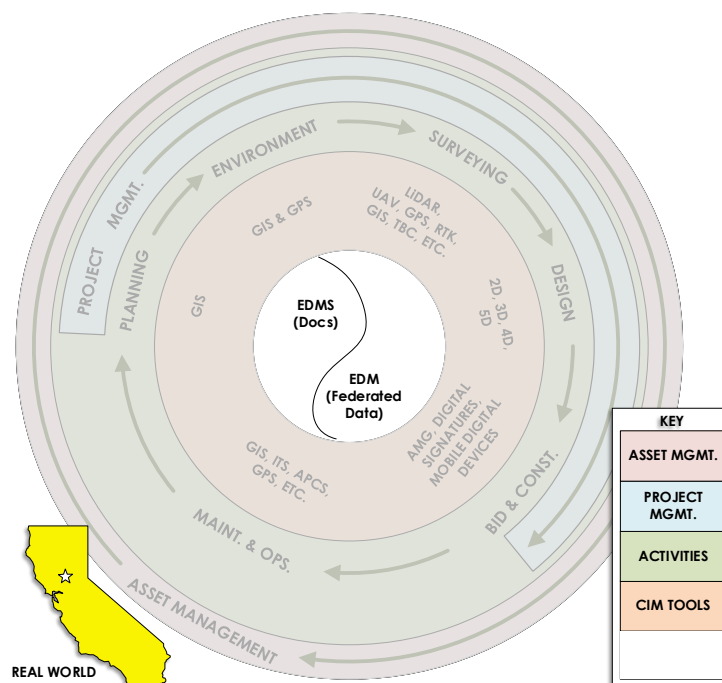 ENVIRONMENT
SURVEYING
PROJECT MGMT.
PLANNING
DESIGN
BID & CONST.
MAINT. & OPS.
ASSET MANAGEMENT
GIS & GPS
LiDAR,
UAV, GPS, RTK,
GIS, TBC, ETC.
GIS
2D, 3D, 4D,
5D
AMG, DIGITAL
SIGNATURES,
MOBILE DIGITAL
DEVICES
GIS, ITS, APCS,
GPS, ETC.
EDMS
(Docs)
EDM
(Federated
Data)
KEY
ASSET MGMT.
PROJECT
MGMT.
ACTIVITIES
CIM TOOLS
REAL WORLD